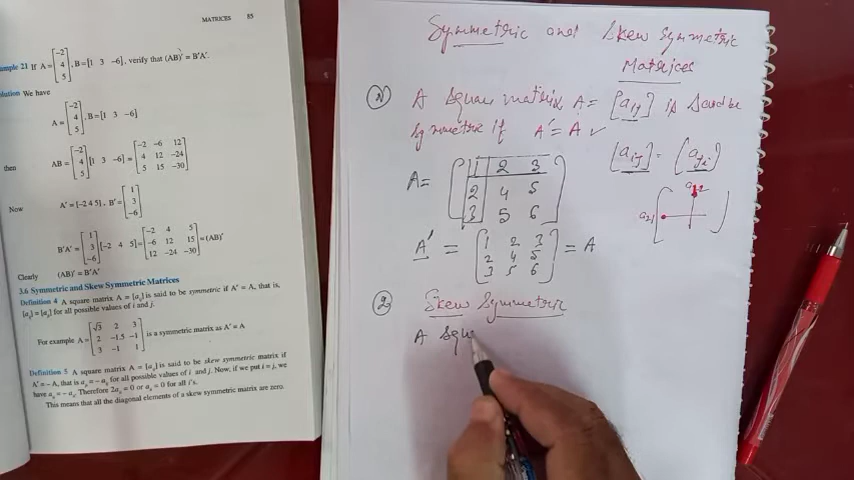 MATRICES 85
mple 21 If A = [-2 4 5], B = [1 3 -6], verify that (AB)' = B'A'.
lution We have
A = [-2 4 5], B = [1 3 -6]
then AB = [-2 4 5] [1 3 -6] = [-2 -6 12 4 12 -24 5 15 -30]
Now A' = [-2 4 5], B' = [1 3 -6]
B'A' = [1 3 -6] [-2 4 5] = [-2 4 5 -6 12 15 12 -24 -30] = (AB)'
Clearly (AB)' = B'A'
3.6 Symmetric and Skew Symmetric Matrices
Definition 4 A square matrix A = [aij] is said to be symmetric if A' = A, that is,
[aij] = [aji] for all possible values of i and j.
For example A = [√3 2 3 2 -1.5 -1 3 -1 1] is a symmetric matrix as A' = A
Definition 5 A square matrix A = [aij] is said to be skew symmetric matrix if
A' = - A, that is aji = - aij for all possible values of i and j. Now, if we put i = j, we
have aii = - aii. Therefore 2aii = 0 or aii = 0 for all i's.
This means that all the diagonal elements of a skew symmetric matrix are zero.
Symmetric and Skew Symmetric
Matrices
A Square matrix A = [aij] is said be
Symmetric if A' = A ✓
[aij] = [aji]
A = [1 2 3 2 4 5 3 5 6]
a21
A' = [1 2 3 2 4 5 3 5 6] = A
2 Skew Symmetric
A Squ